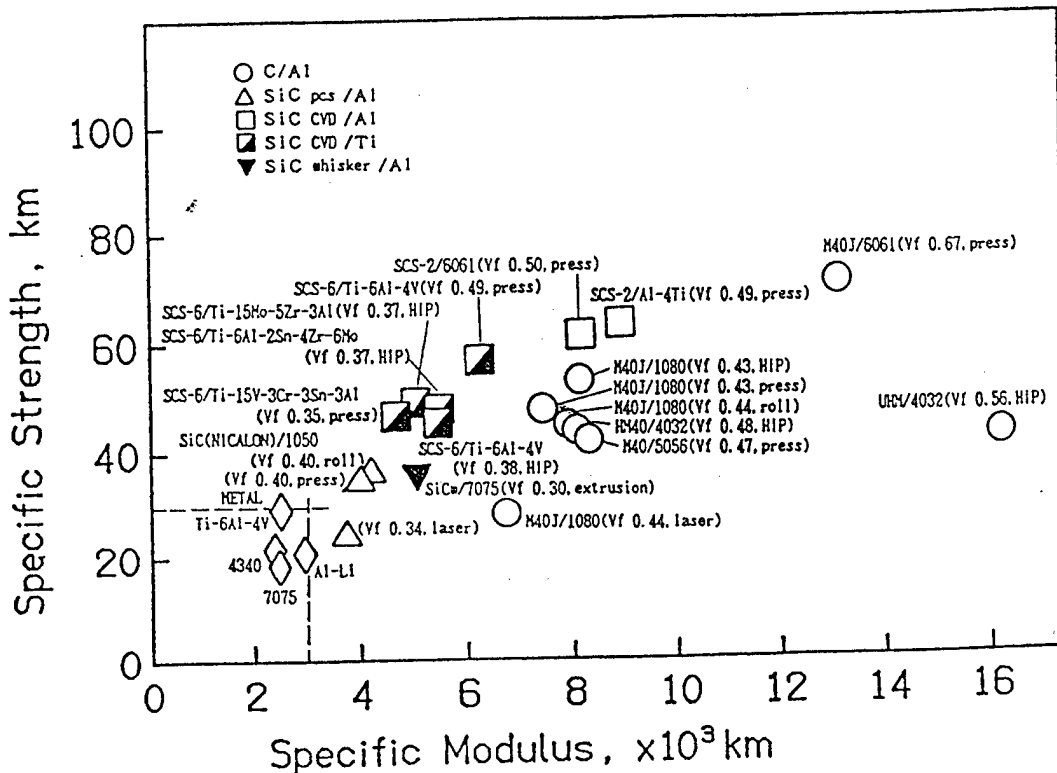 C/Al
SiC pcs/Al
SiC CVD/Al
SiC CVD/Ti
SiC whisker/Al
Specific Strength, km
100
80
60
40
20
0
M40J/6061(Vf 0.67, press)
SCS-2/6061(Vf 0.50, press)
SCS-6/Ti-6Al-4V(Vf 0.49, press)
SCS-2/Al-4Ti(Vf 0.49, press)
SCS-6/Ti-15Mo-5Zr-3Al(Vf 0.37, HIP)
SCS-6/Ti-6Al-2Sn-4Zr-6Mo
(Vf 0.37, HIP)
M40J/1080(Vf 0.43, HIP)
M40J/1080(Vf 0.43, press)
M40J/1080(Vf 0.44, roll)
HM40/4032(Vf 0.48, HIP)
M40/5056(Vf 0.47, press)
UHM/4032(Vf 0.56, HIP)
SCS-6/Ti-15V-3Cr-3Sn-3Al
(Vf 0.35, press)
SiC(NICALON)/1050
(Vf 0.40, roll)
(Vf 0.40, press)
SCS-6/Ti-6Al-4V
(Vf 0.38, HIP)
SiCw/7075(Vf 0.30, extrusion)
METAL
Ti-6Al-4V
(Vf 0.34, laser)
M40J/1080(Vf 0.44, laser)
4340
Al-Li
7075
0 2 4 6 8 10 12 14 16
Specific Modulus, x10³ km